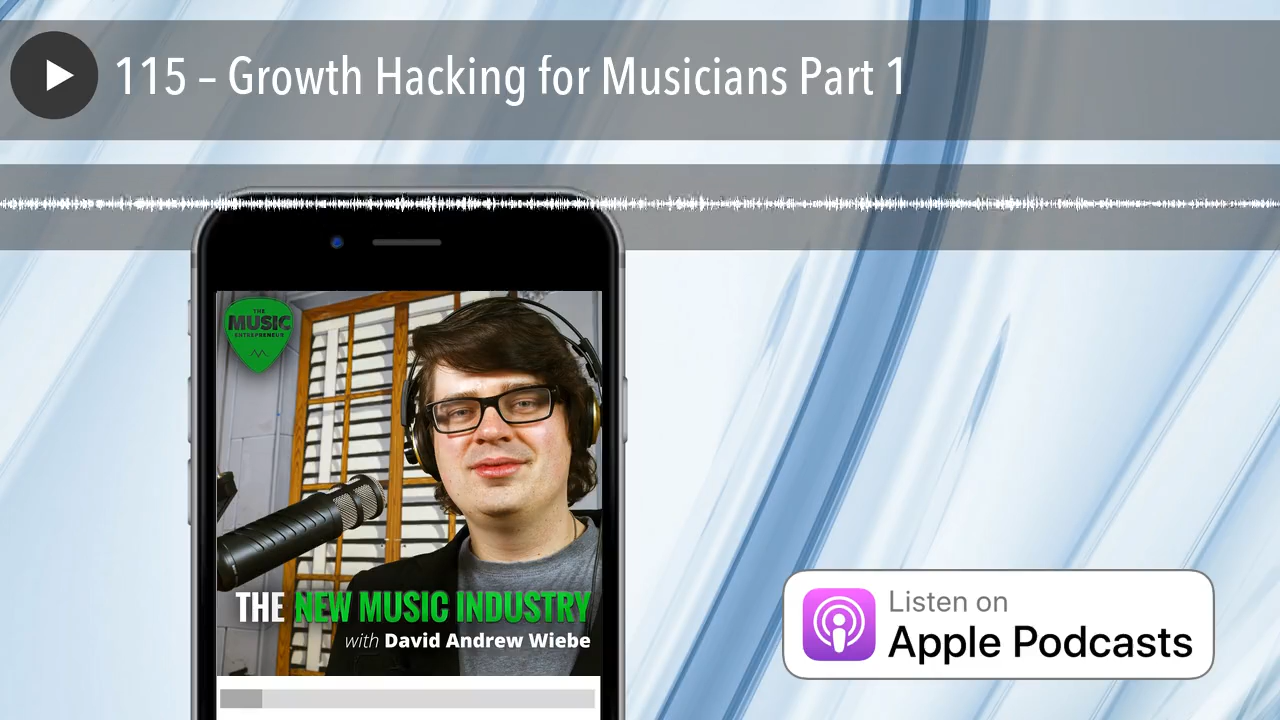 115 – Growth Hacking for Musicians Part 1
THE
MUSIC
ENTREPRENEUR
THE NEW MUSIC INDUSTRY
with David Andrew Wiebe
Listen on
Apple Podcasts